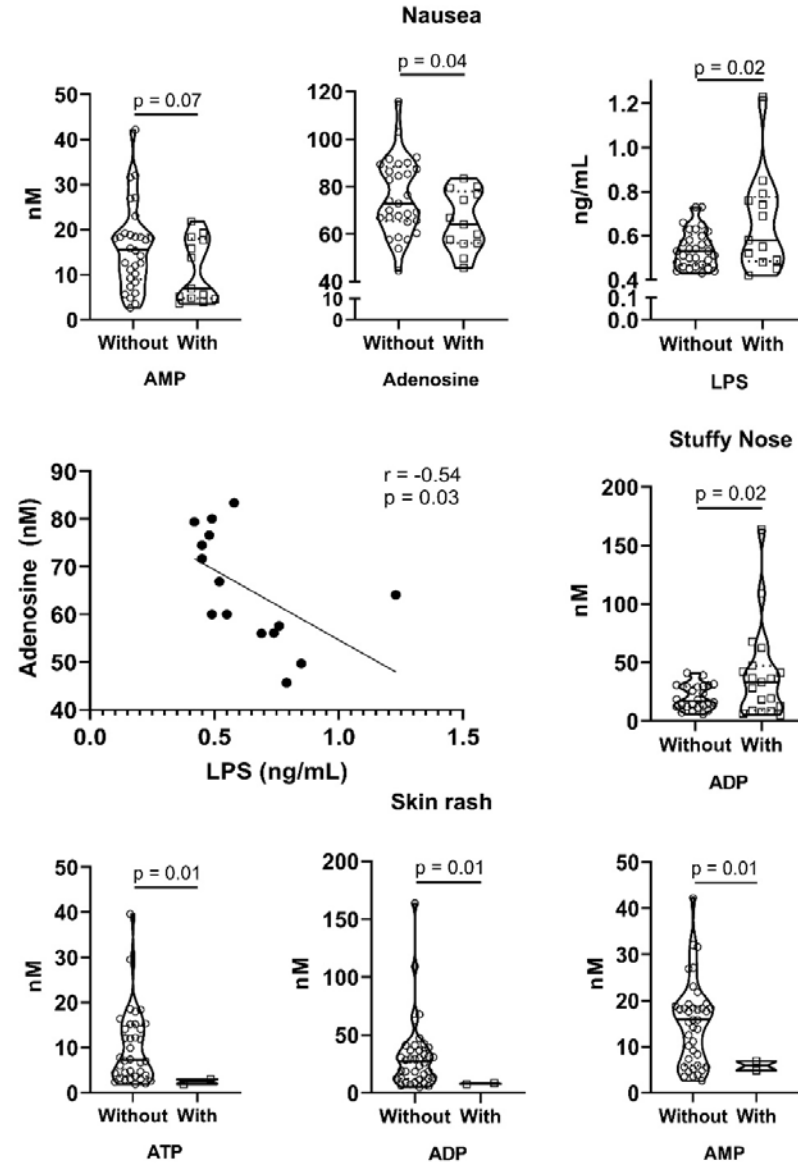 Nausea
p = 0.07
p = 0.04
p = 0.02
50
40
30
20
10
0
nM
Without With
AMP
120
100
80
60
40
10
0
nM
Without With
Adenosine
1.2
1.0
0.8
0.6
0.4
0.1
0.0
ng/mL
Without With
LPS
90
80
70
60
50
40
Adenosine (nM)
r = -0.54
p = 0.03
0.0 0.5 1.0 1.5
LPS (ng/mL)
Stuffy Nose
200
150
100
50
0
nM
p = 0.02
Without With
ADP
Skin rash
50
40
30
20
10
0
nM
p = 0.01
Without With
ATP
200
150
100
50
0
nM
p = 0.01
Without With
ADP
50
40
30
20
10
0
nM
p = 0.01
Without With
AMP